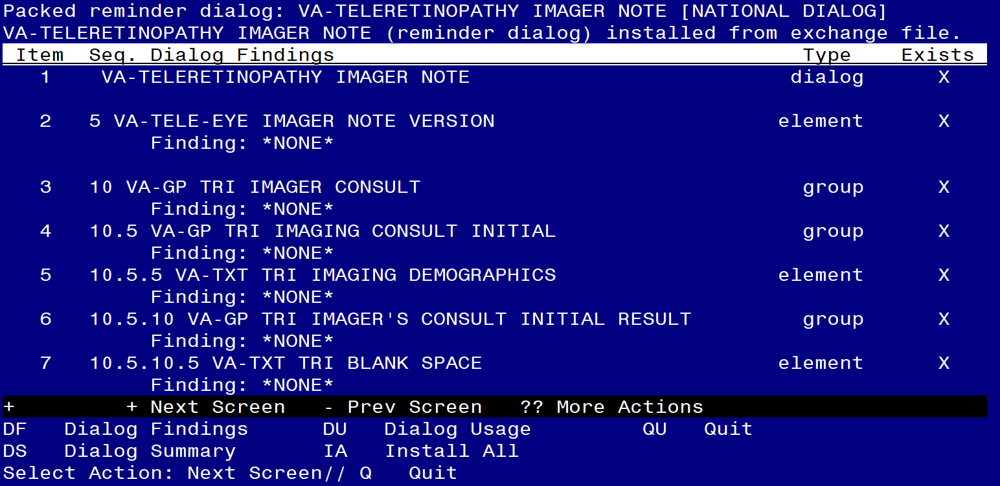 Packed reminder dialog: VA-TELERETINOPATHY IMAGER NOTE [NATIONAL DIALOG]
VA-TELERETINOPATHY IMAGER NOTE (reminder dialog) installed from exchange file.
Item  Seq. Dialog Findings  Type  Exists
1  VA-TELERETINOPATHY IMAGER NOTE  dialog  X
2  5 VA-TELE-EYE IMAGER NOTE VERSION  element  X
Finding: *NONE*
3  10 VA-GP TRI IMAGER CONSULT  group  X
Finding: *NONE*
4  10.5 VA-GP TRI IMAGING CONSULT INITIAL  group  X
Finding: *NONE*
5  10.5.5 VA-TXT TRI IMAGING DEMOGRAPHICS  element  X
Finding: *NONE*
6  10.5.10 VA-GP TRI IMAGER'S CONSULT INITIAL RESULT  group  X
Finding: *NONE*
7  10.5.10.5 VA-TXT TRI BLANK SPACE  element  X
Finding: *NONE*
+  + Next Screen  - Prev Screen  ?? More Actions
DF  Dialog Findings  DU  Dialog Usage  QU  Quit
DS  Dialog Summary  IA  Install All
Select Action: Next Screen// Q  Quit